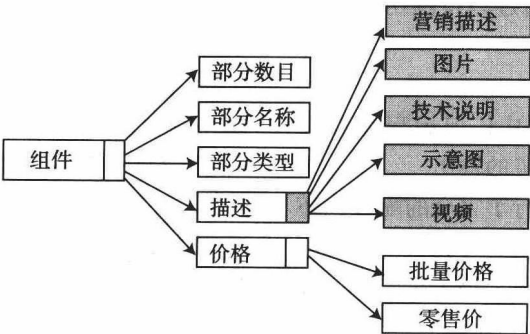 营销描述
图片
部分数目
部分名称
技术说明
组件
部分类型
示意图
描述
视频
价格
批量价格
零售价